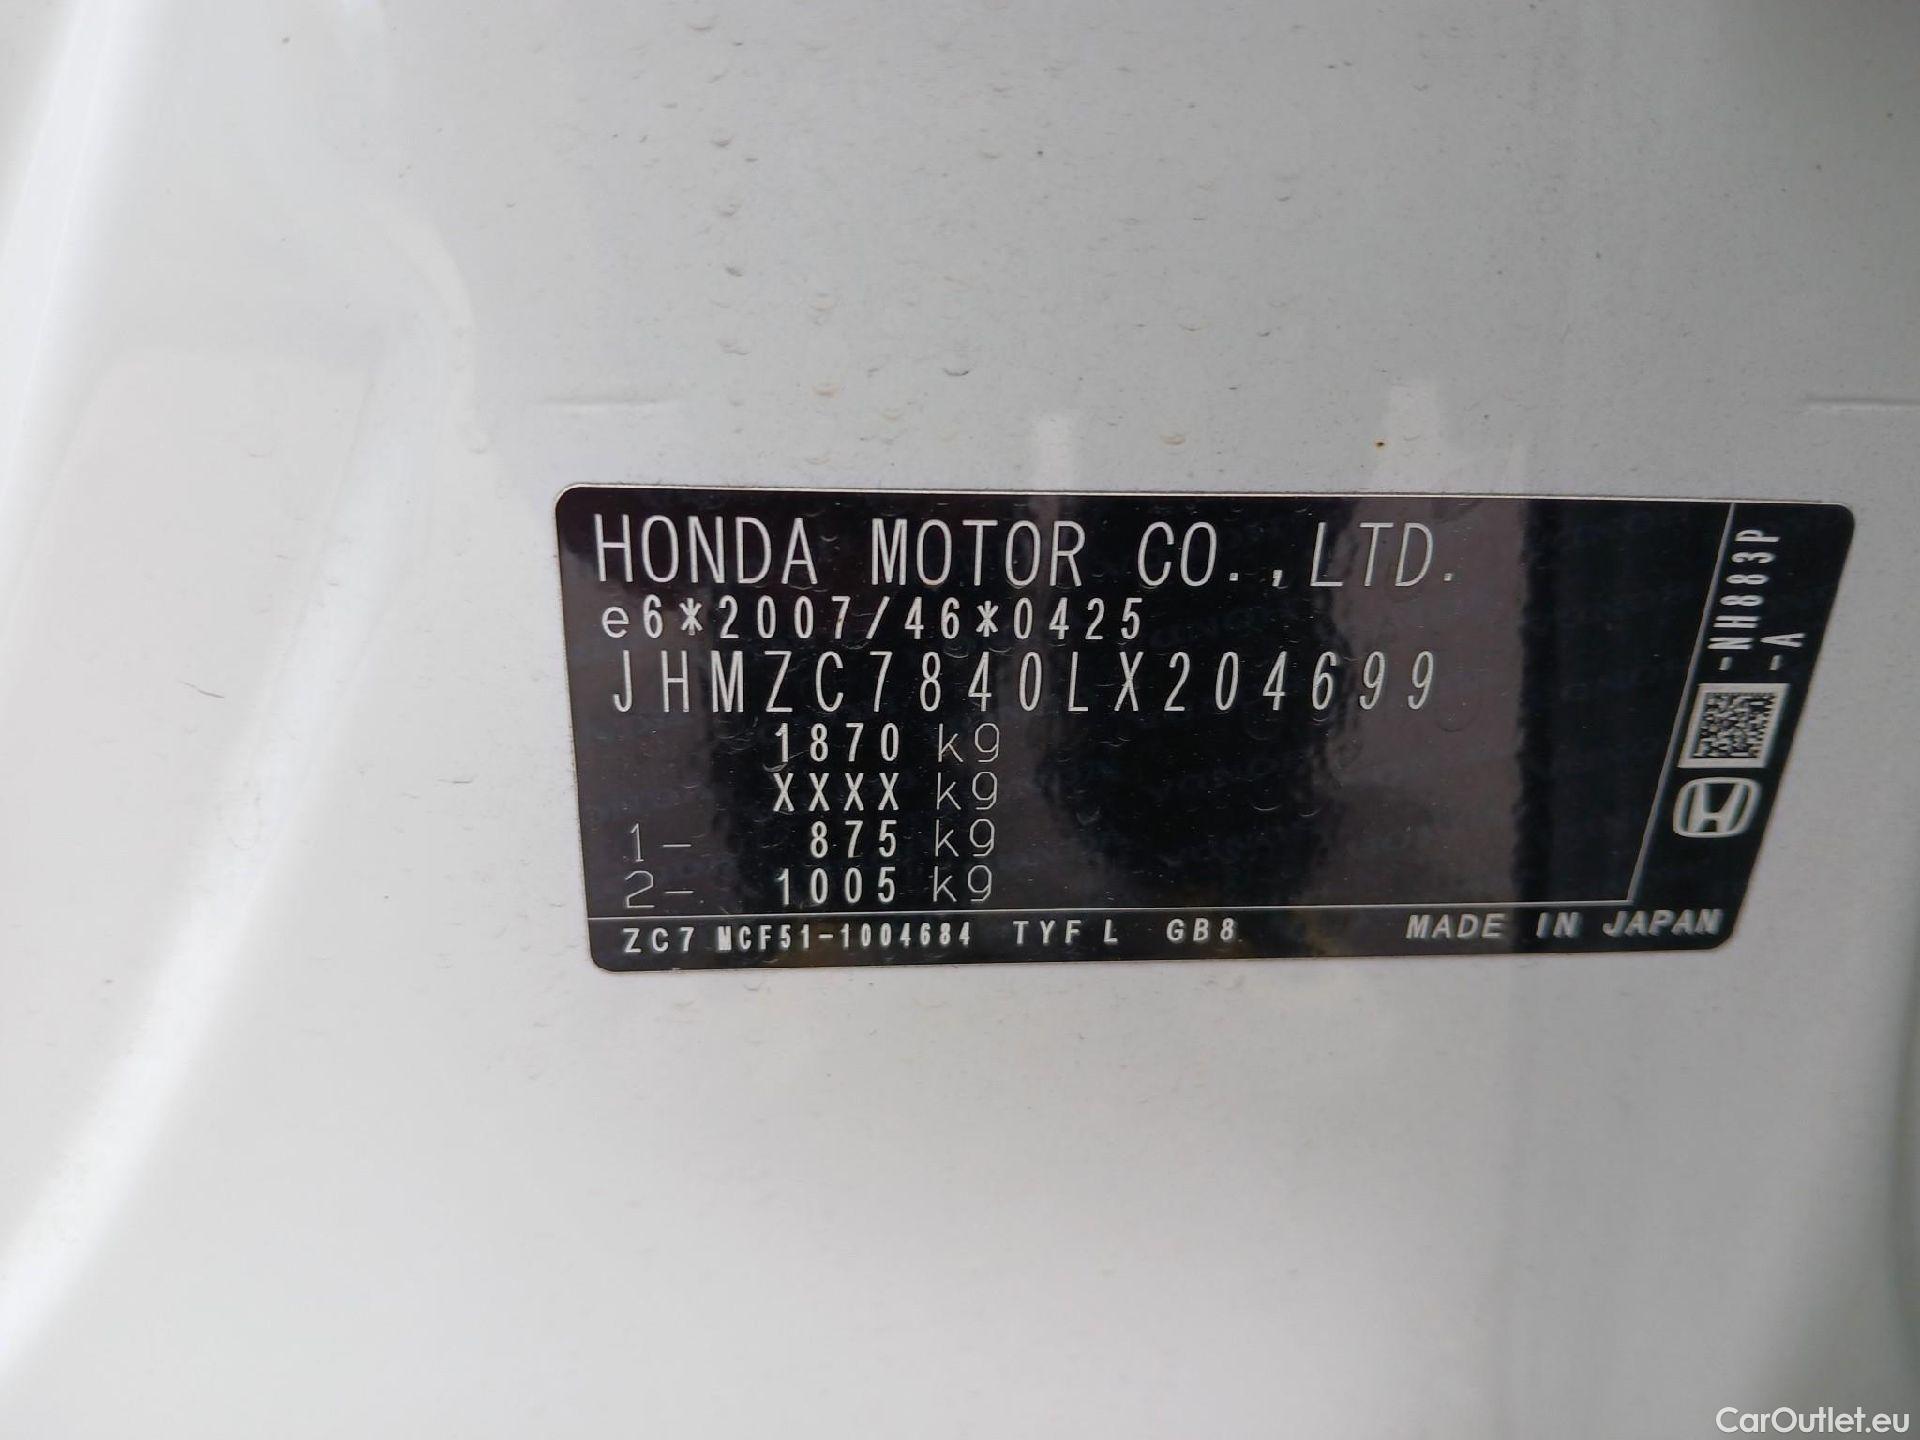 HONDA MOTOR CO.,LTD.
e6*2007/46*0425
JHMZC7840LX204699
1870 kg
XXXX kg
1- 875 kg
2- 1005 kg
ZC7 MCF51-1004684 TYF L GB8 MADE IN JAPAN
-NH883P
-A
CarOutlet.eu